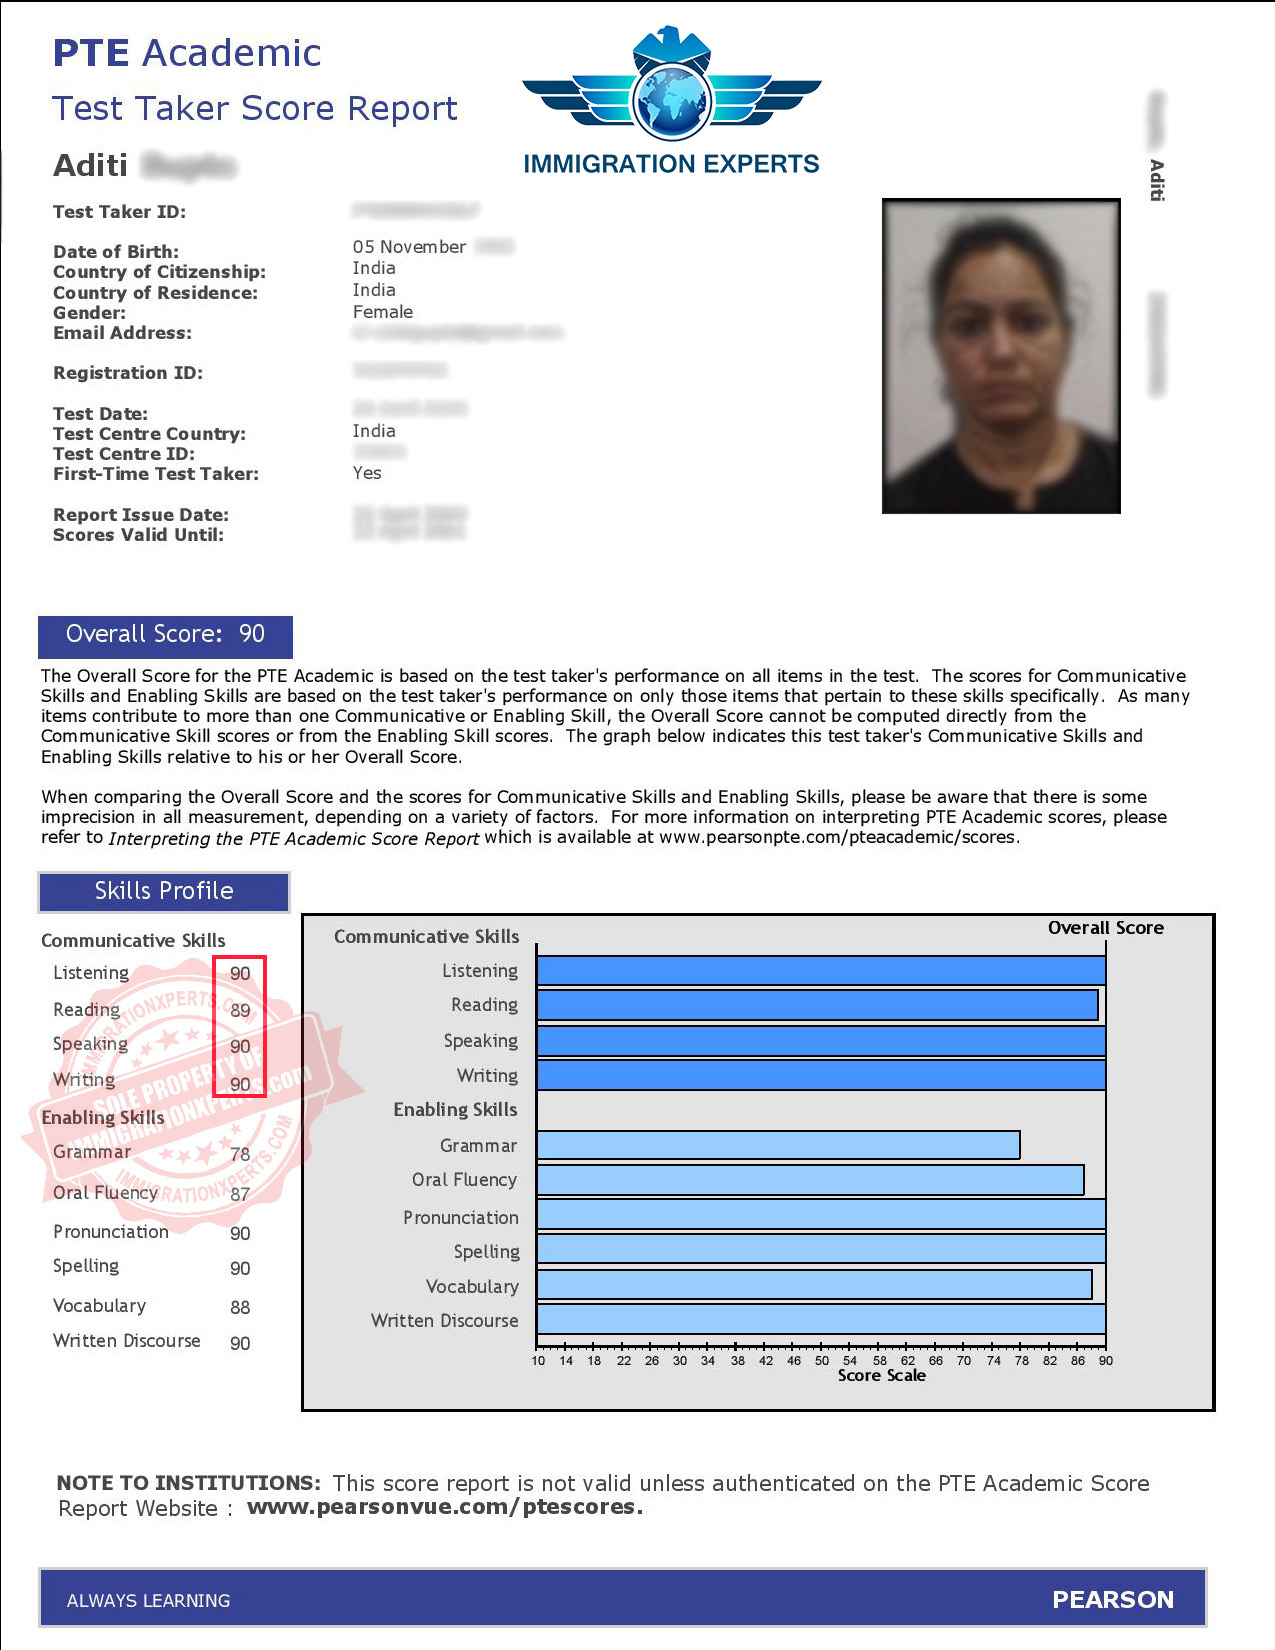 PTE Academic
Test Taker Score Report
IMMIGRATION EXPERTS
Aditi
Aditi
Test Taker ID:
Date of Birth: 05 November
Country of Citizenship: India
Country of Residence: India
Gender: Female
Email Address:
Registration ID:
Test Date:
Test Centre Country: India
Test Centre ID:
First-Time Test Taker: Yes
Report Issue Date:
Scores Valid Until:
Overall Score: 90
The Overall Score for the PTE Academic is based on the test taker's performance on all items in the test. The scores for Communicative
Skills and Enabling Skills are based on the test taker's performance on only those items that pertain to these skills specifically. As many
items contribute to more than one Communicative or Enabling Skill, the Overall Score cannot be computed directly from the
Communicative Skill scores or from the Enabling Skill scores. The graph below indicates this test taker's Communicative Skills and
Enabling Skills relative to his or her Overall Score.
When comparing the Overall Score and the scores for Communicative Skills and Enabling Skills, please be aware that there is some
imprecision in all measurement, depending on a variety of factors. For more information on interpreting PTE Academic scores, please
refer to Interpreting the PTE Academic Score Report which is available at www.pearsonpte.com/pteacademic/scores.
Skills Profile
Communicative Skills
Listening 90
Reading 89
Speaking 90
Writing 90
Enabling Skills
Grammar 78
Oral Fluency 87
Pronunciation 90
Spelling 90
Vocabulary 88
Written Discourse 90
IMMIGRATIONXPERTS.COM
SOLE PROPERTY OF
IMMIGRATIONXPERTS.com
IMMIGRATIONXPERTS.COM
Overall Score
Communicative Skills
Listening
Reading
Speaking
Writing
Enabling Skills
Grammar
Oral Fluency
Pronunciation
Spelling
Vocabulary
Written Discourse
10 14 18 22 26 30 34 38 42 46 50 54 58 62 66 70 74 78 82 86 90
Score Scale
NOTE TO INSTITUTIONS: This score report is not valid unless authenticated on the PTE Academic Score
Report Website : www.pearsonvue.com/ptescores.
ALWAYS LEARNING PEARSON